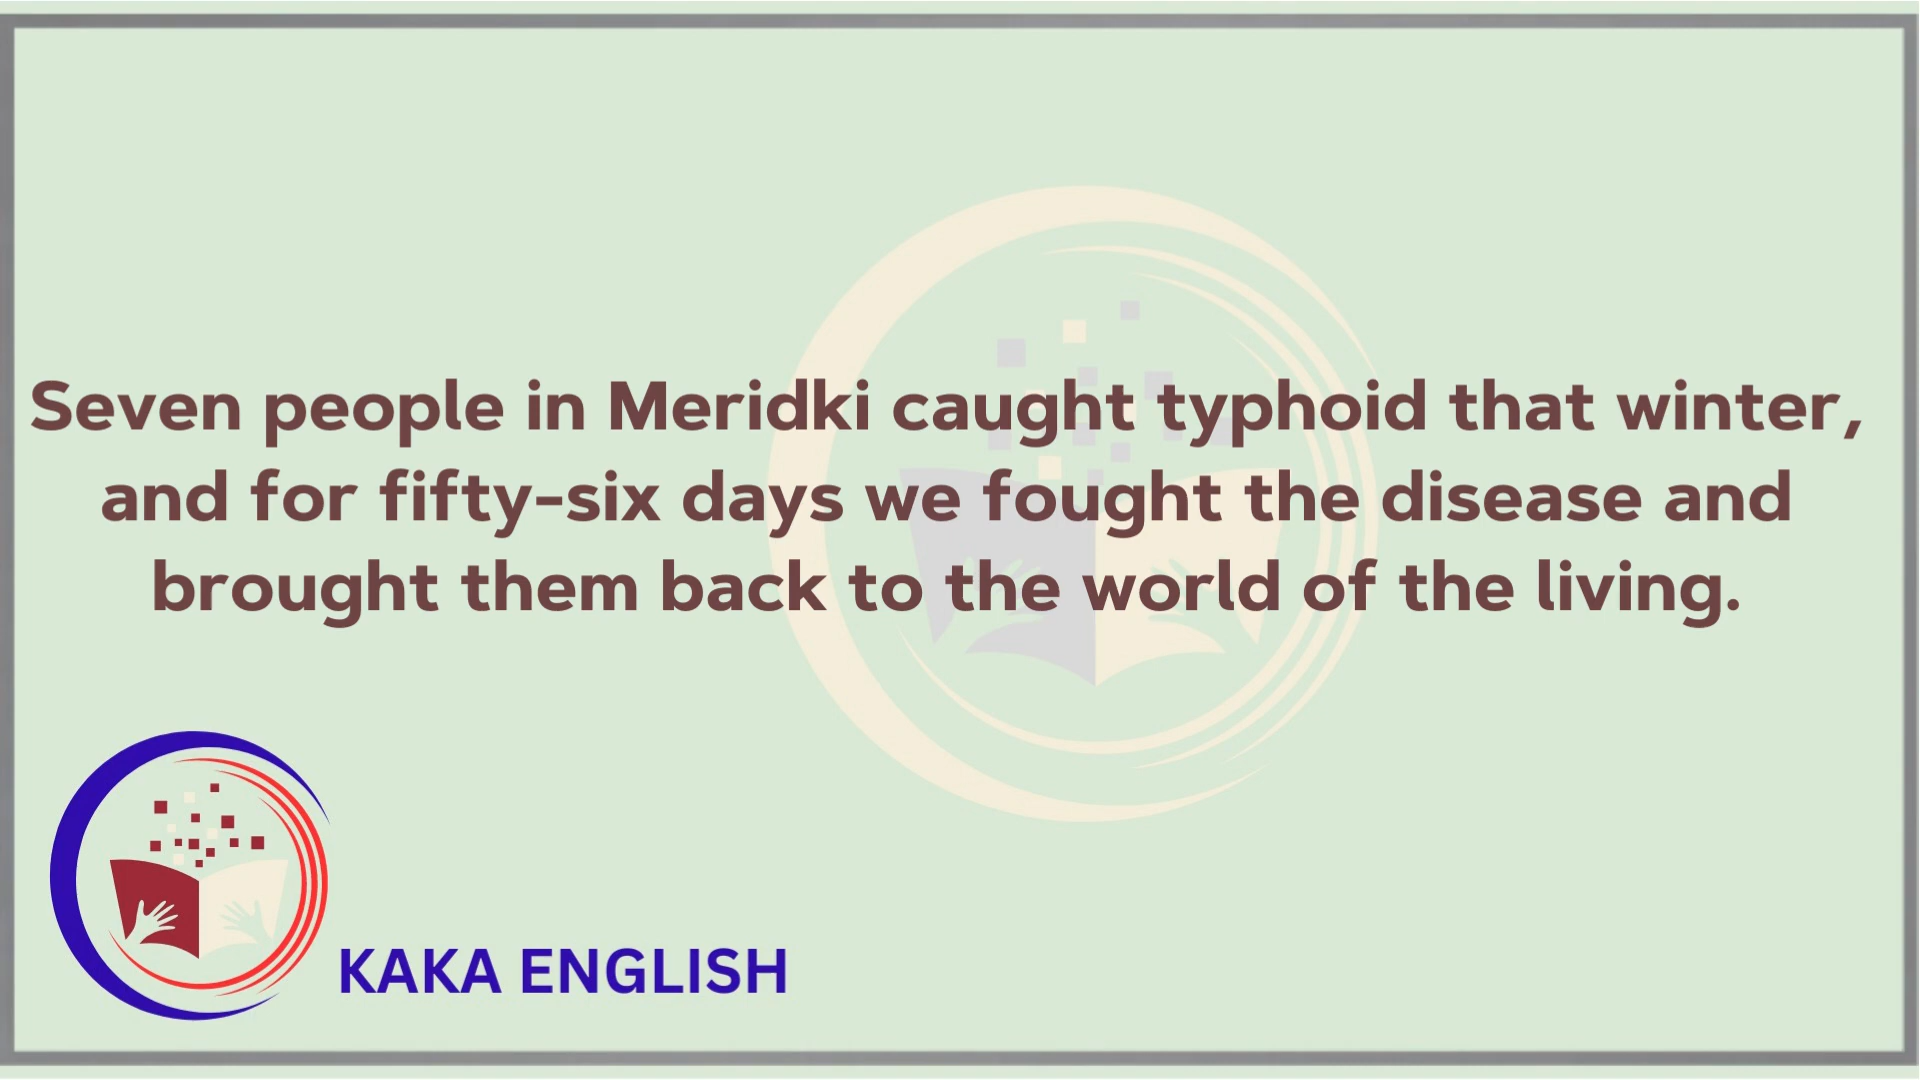 Seven people in Meridki caught typhoid that winter,
and for fifty-six days we fought the disease and
brought them back to the world of the living.
KAKA ENGLISH